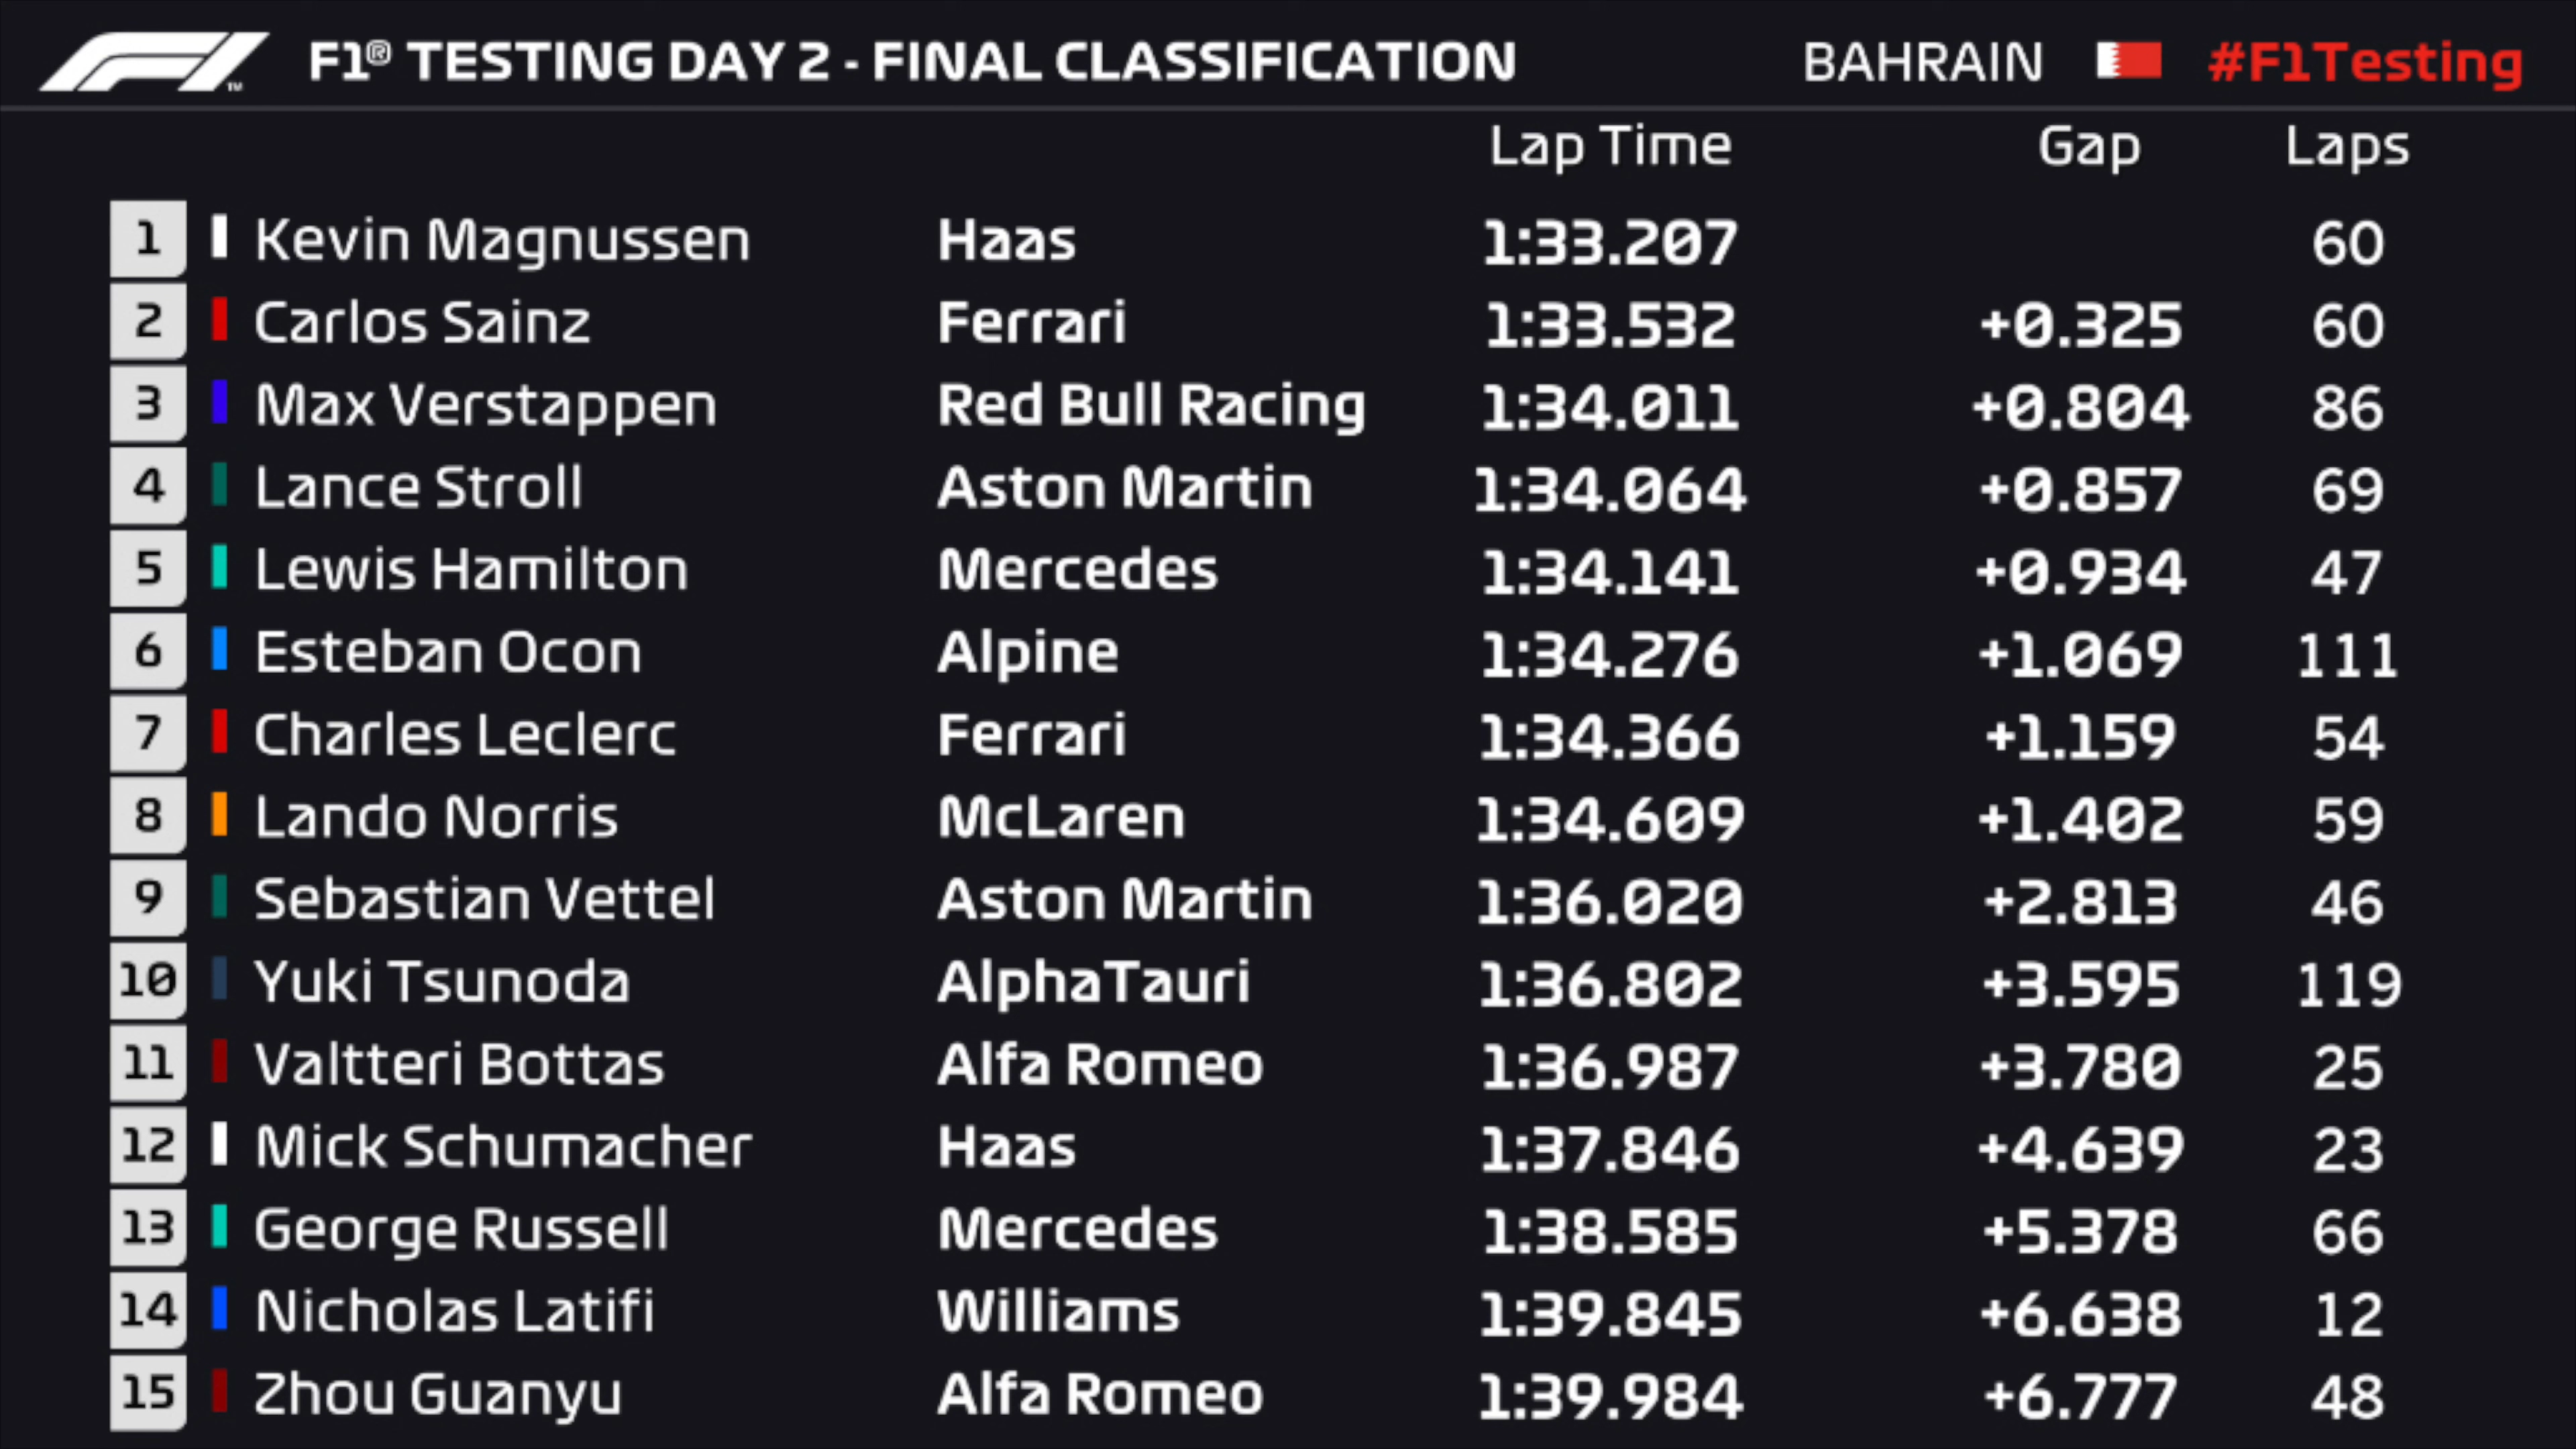 F1™ F1® TESTING DAY 2 - FINAL CLASSIFICATION BAHRAIN #F1Testing
Lap Time Gap Laps
1 Kevin Magnussen Haas 1:33.207 60
2 Carlos Sainz Ferrari 1:33.532 +0.325 60
3 Max Verstappen Red Bull Racing 1:34.011 +0.804 86
4 Lance Stroll Aston Martin 1:34.064 +0.857 69
5 Lewis Hamilton Mercedes 1:34.141 +0.934 47
6 Esteban Ocon Alpine 1:34.276 +1.069 111
7 Charles Leclerc Ferrari 1:34.366 +1.159 54
8 Lando Norris McLaren 1:34.609 +1.402 59
9 Sebastian Vettel Aston Martin 1:36.020 +2.813 46
10 Yuki Tsunoda AlphaTauri 1:36.802 +3.595 119
11 Valtteri Bottas Alfa Romeo 1:36.987 +3.780 25
12 Mick Schumacher Haas 1:37.846 +4.639 23
13 George Russell Mercedes 1:38.585 +5.378 66
14 Nicholas Latifi Williams 1:39.845 +6.638 12
15 Zhou Guanyu Alfa Romeo 1:39.984 +6.777 48